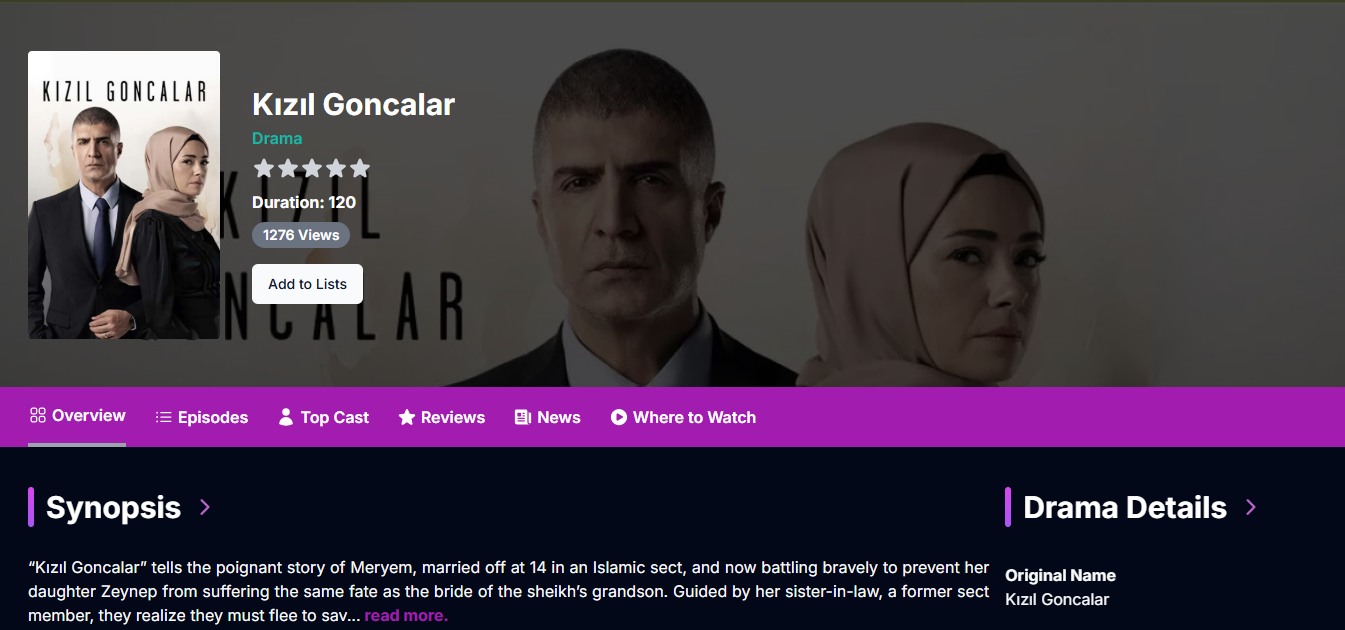 KIZIL GONCALAR
Kızıl Goncalar
Drama
Duration: 120
1276 Views
Add to Lists
KIZIL
GONCALAR
Overview
Episodes
Top Cast
Reviews
News
Where to Watch
Synopsis
“Kızıl Goncalar” tells the poignant story of Meryem, married off at 14 in an Islamic sect, and now battling bravely to prevent her
daughter Zeynep from suffering the same fate as the bride of the sheikh’s grandson. Guided by her sister-in-law, a former sect
member, they realize they must flee to sav... read more.
Drama Details
Original Name
Kızıl Goncalar